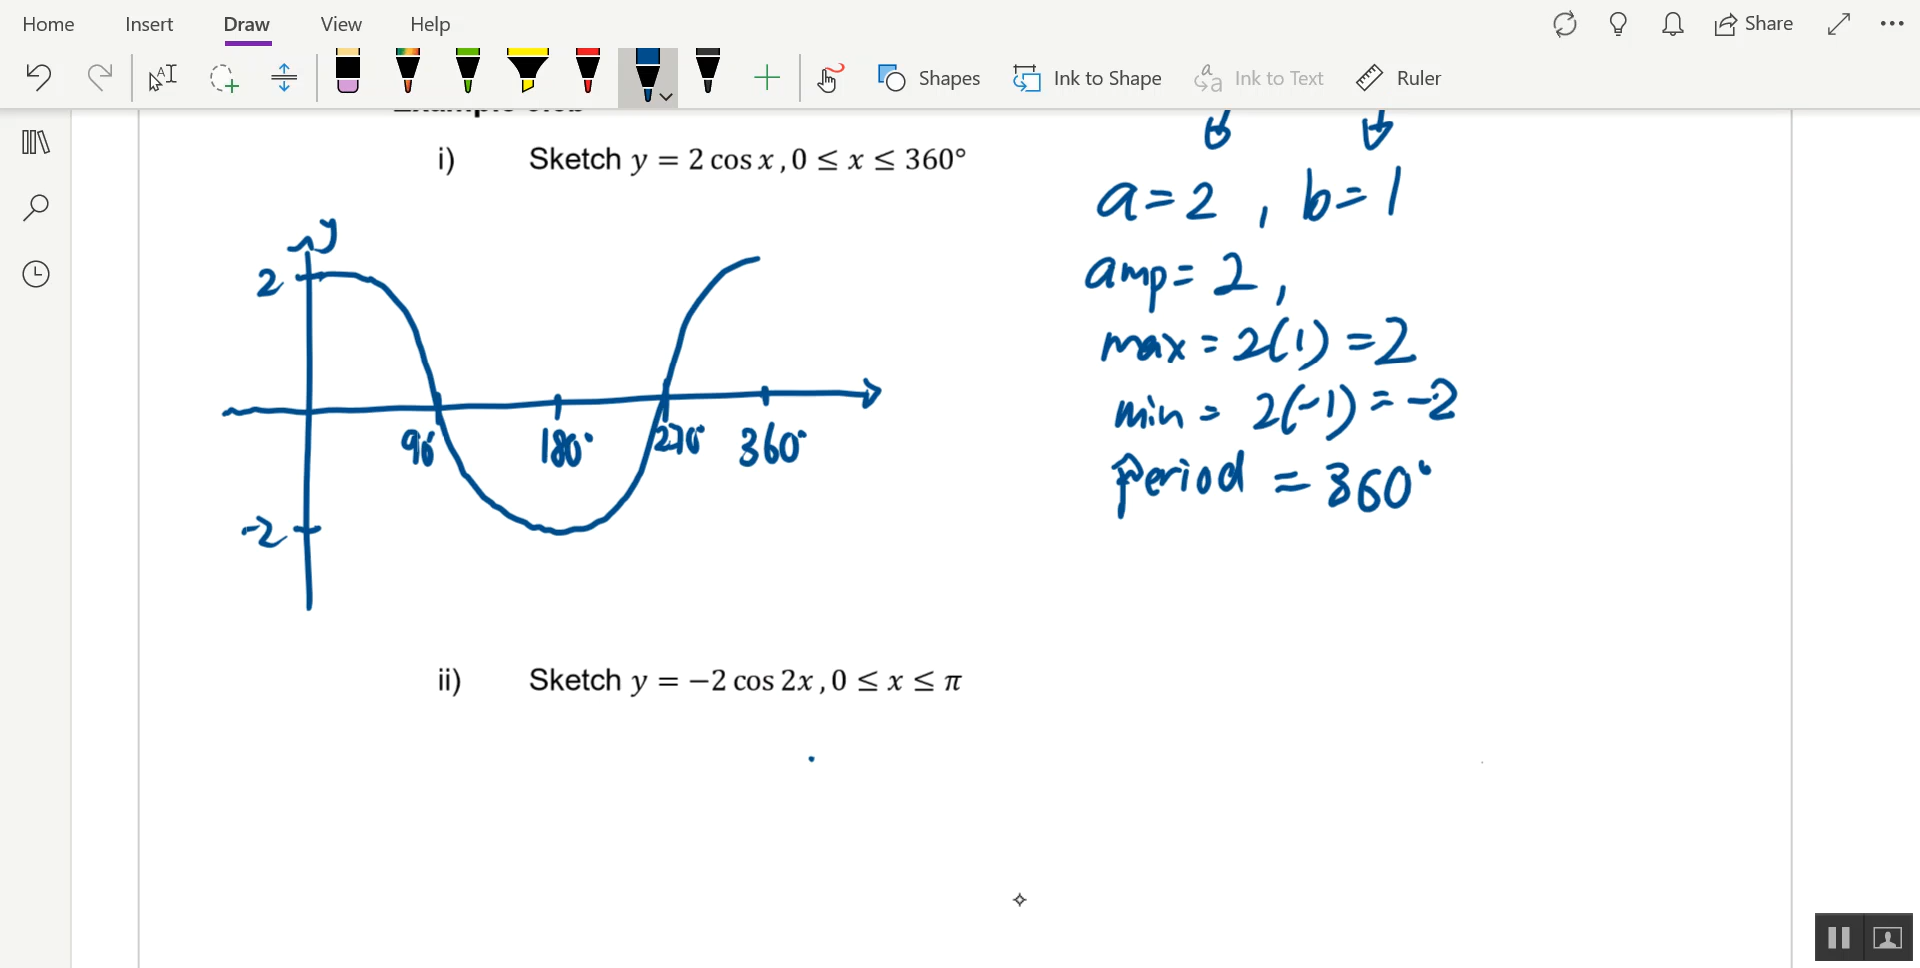 Home Insert Draw View Help
Share
Shapes Ink to Shape Ink to Text Ruler
i) Sketch y = 2 cos x , 0 ≤ x ≤ 360°
a = 2 , b = 1
y
2
amp = 2 ,
max = 2(1) = 2
min = 2(-1) = -2
90° 180° 270° 360°
period = 360°
-2
ii) Sketch y = −2 cos 2x , 0 ≤ x ≤ π